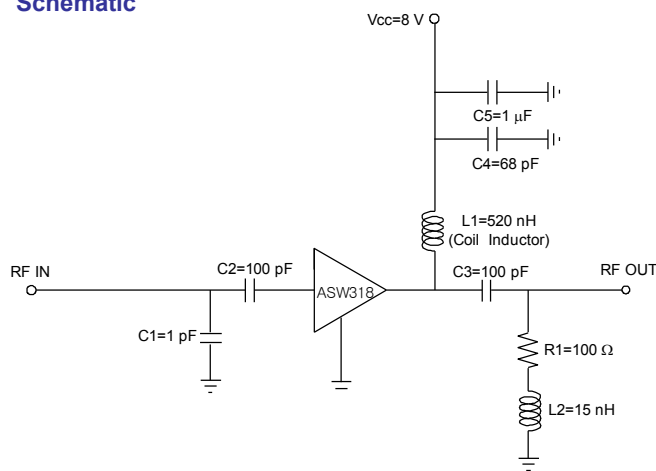 Schematic
Vcc=8 V
C5=1 μF
C4=68 pF
L1=520 nH
(Coil Inductor)
RF IN
C2=100 pF
ASW318
C3=100 pF
RF OUT
C1=1 pF
R1=100 Ω
L2=15 nH